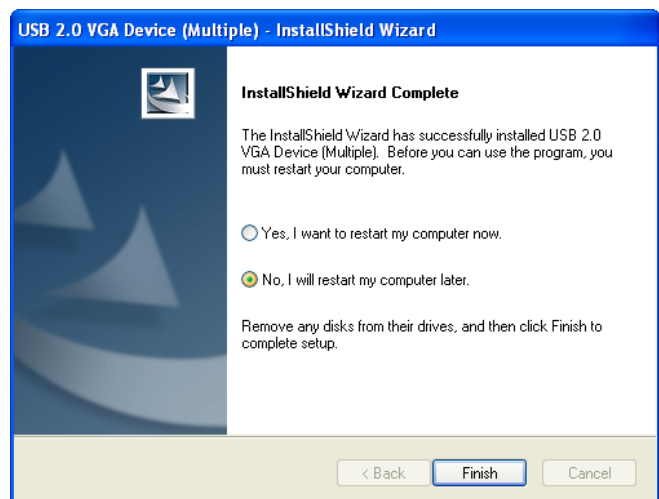 USB 2.0 VGA Device (Multiple) - InstallShield Wizard
InstallShield Wizard Complete
The InstallShield Wizard has successfully installed USB 2.0
VGA Device (Multiple).  Before you can use the program, you
must restart your computer.
Yes, I want to restart my computer now.
No, I will restart my computer later.
Remove any disks from their drives, and then click Finish to
complete setup.
< Back
Finish
Cancel